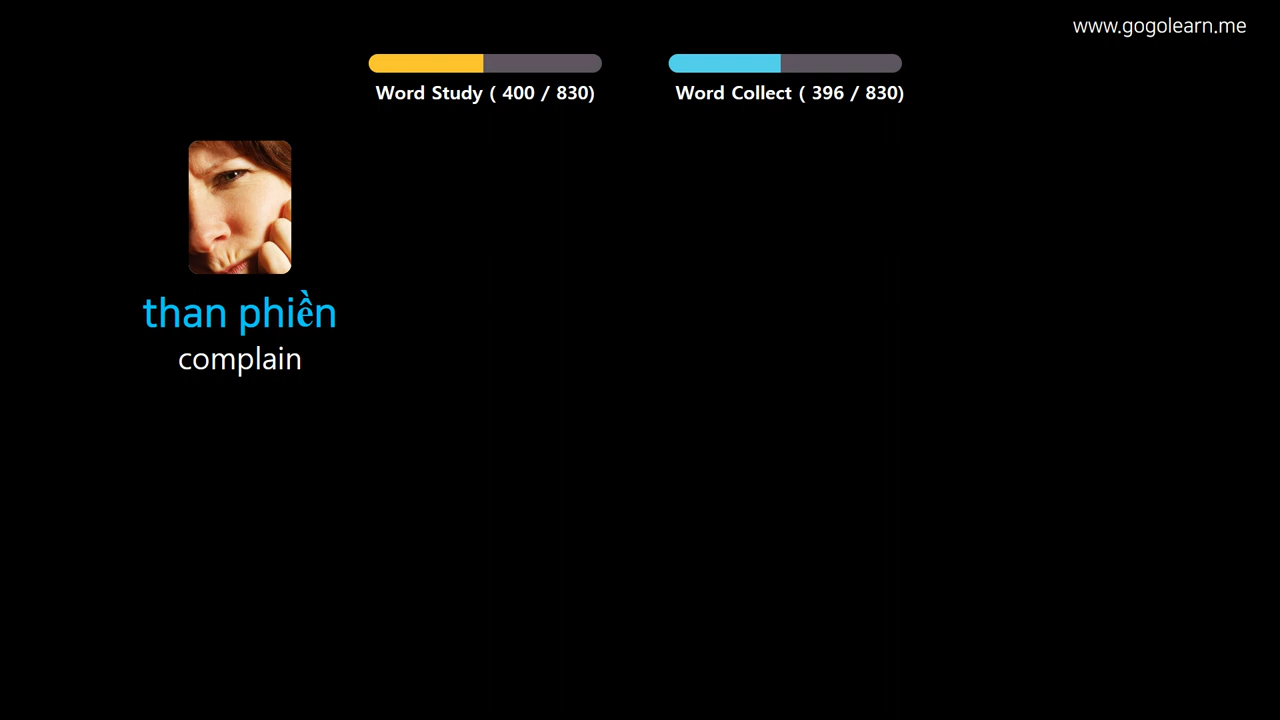 www.gogolearn.me
Word Study ( 400 / 830)
Word Collect ( 396 / 830)
than phiền
complain